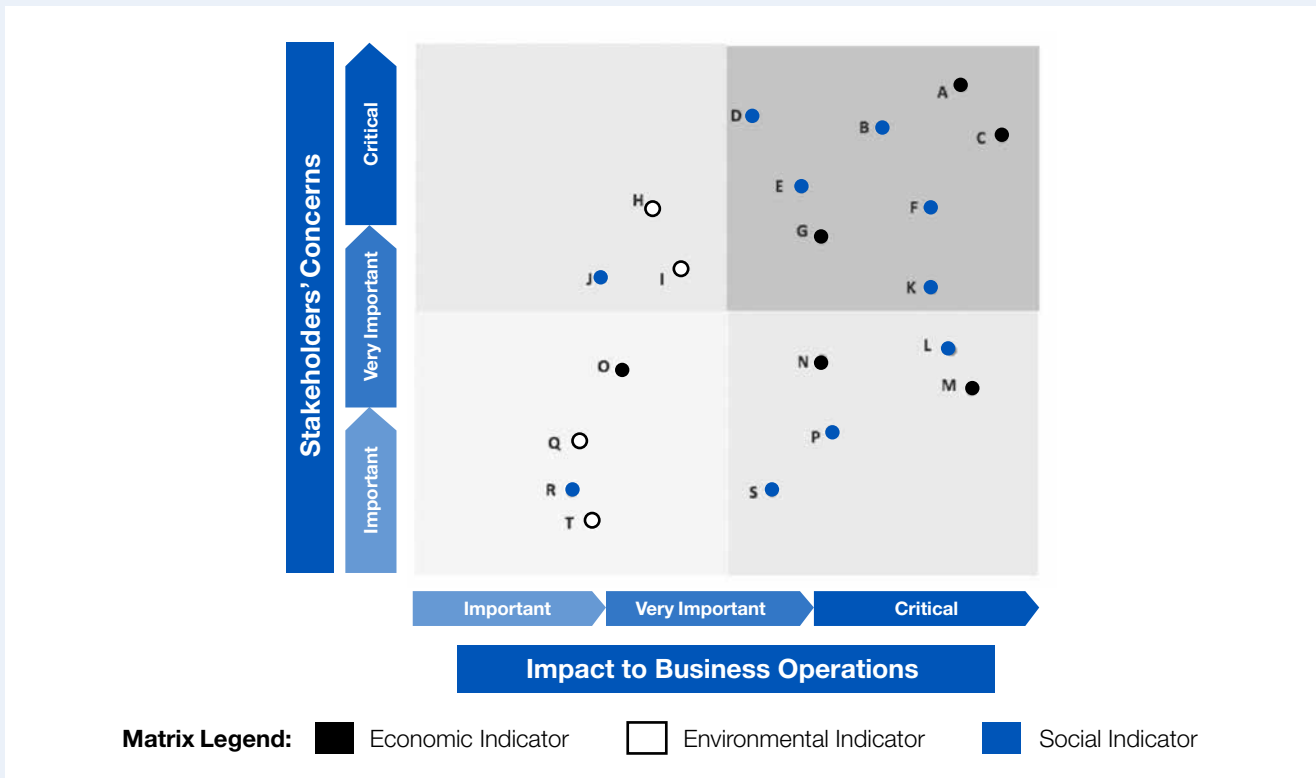 Stakeholders' Concerns
Critical
Very Important
Important
A
D
B
C
E
H
F
G
J
I
K
L
O
N
M
Q
P
R
S
T
Important
Very Important
Critical
Impact to Business Operations
Matrix Legend:
Economic Indicator
Environmental Indicator
Social Indicator